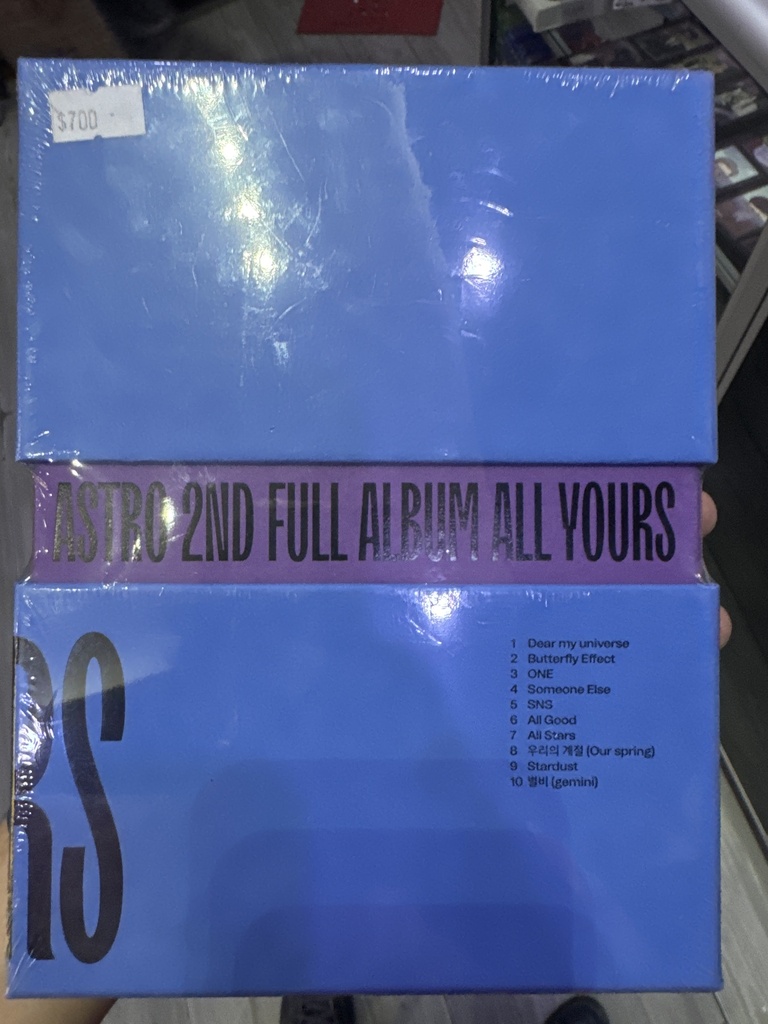 $700
ASTRO 2ND FULL ALBUM ALL YOURS
RS
1 Dear my universe
2 Butterfly Effect
3 ONE
4 Someone Else
5 SNS
6 All Good
7 All Stars
8 우리의 계절 (Our spring)
9 Stardust
10 별비 (gemini)